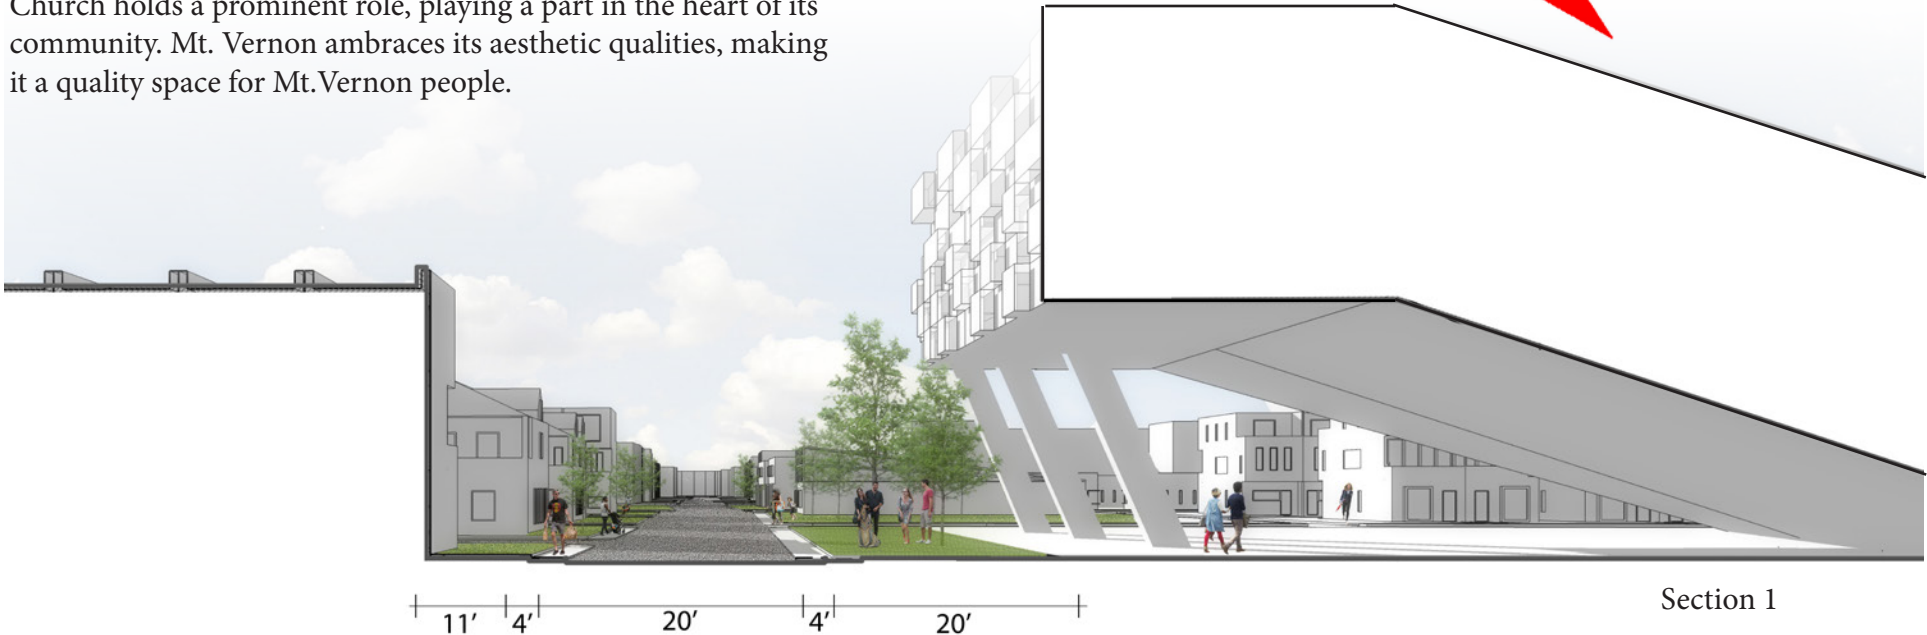 Church holds a prominent role, playing a part in the heart of its
community. Mt. Vernon ambraces its aesthetic qualities, making
it a quality space for Mt.Vernon people.
11' 4' 20' 4' 20'
Section 1